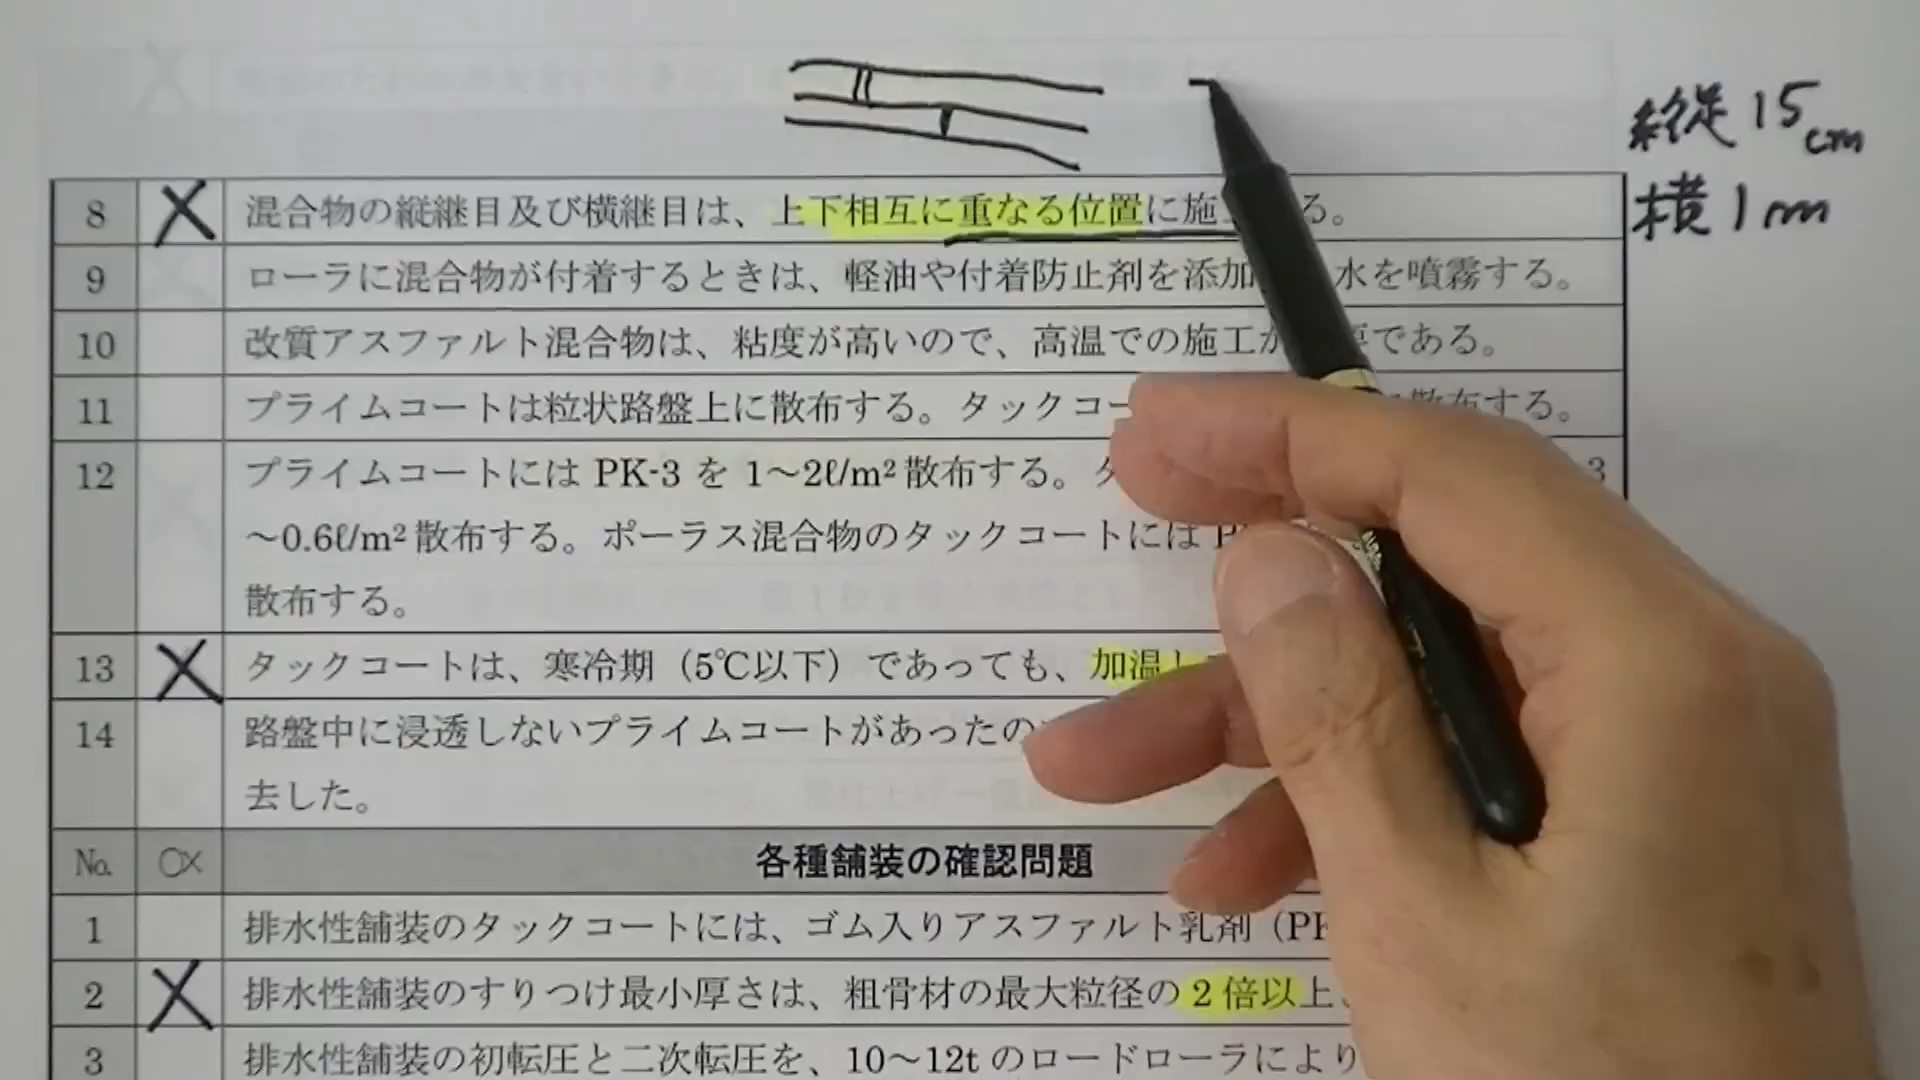 縦15cm
横1m
8 × 混合物の縦継目及び横継目は、上下相互に重なる位置に施 る。
9 ローラに混合物が付着するときは、軽油や付着防止剤を添加 水を噴霧する。
10 改質アスファルト混合物は、粘度が高いので、高温での施工が 要である。
11 プライムコートは粒状路盤上に散布する。タックコー 散布する。
12 プライムコートには PK-3 を 1～2ℓ/m²散布する。タ 3
～0.6ℓ/m²散布する。ポーラス混合物のタックコートには P
散布する。
13 × タックコートは、寒冷期（5℃以下）であっても、加温し
14 路盤中に浸透しないプライムコートがあったの
去した。
No. ○× 各種舗装の確認問題
1 排水性舗装のタックコートには、ゴム入りアスファルト乳剤（PK
2 × 排水性舗装のすりつけ最小厚さは、粗骨材の最大粒径の2倍以上
3 排水性舗装の初転圧と二次転圧を、10～12t のロードローラにより